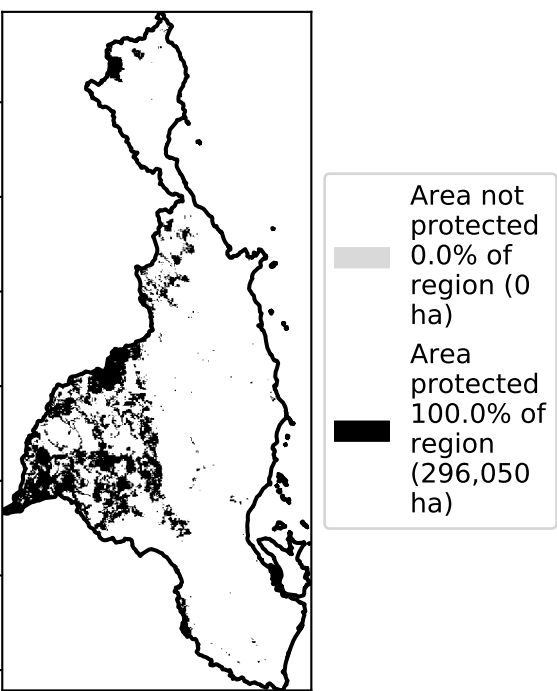 Area not
protected
0.0% of
region (0
ha)
Area
protected
100.0% of
region
(296,050
ha)